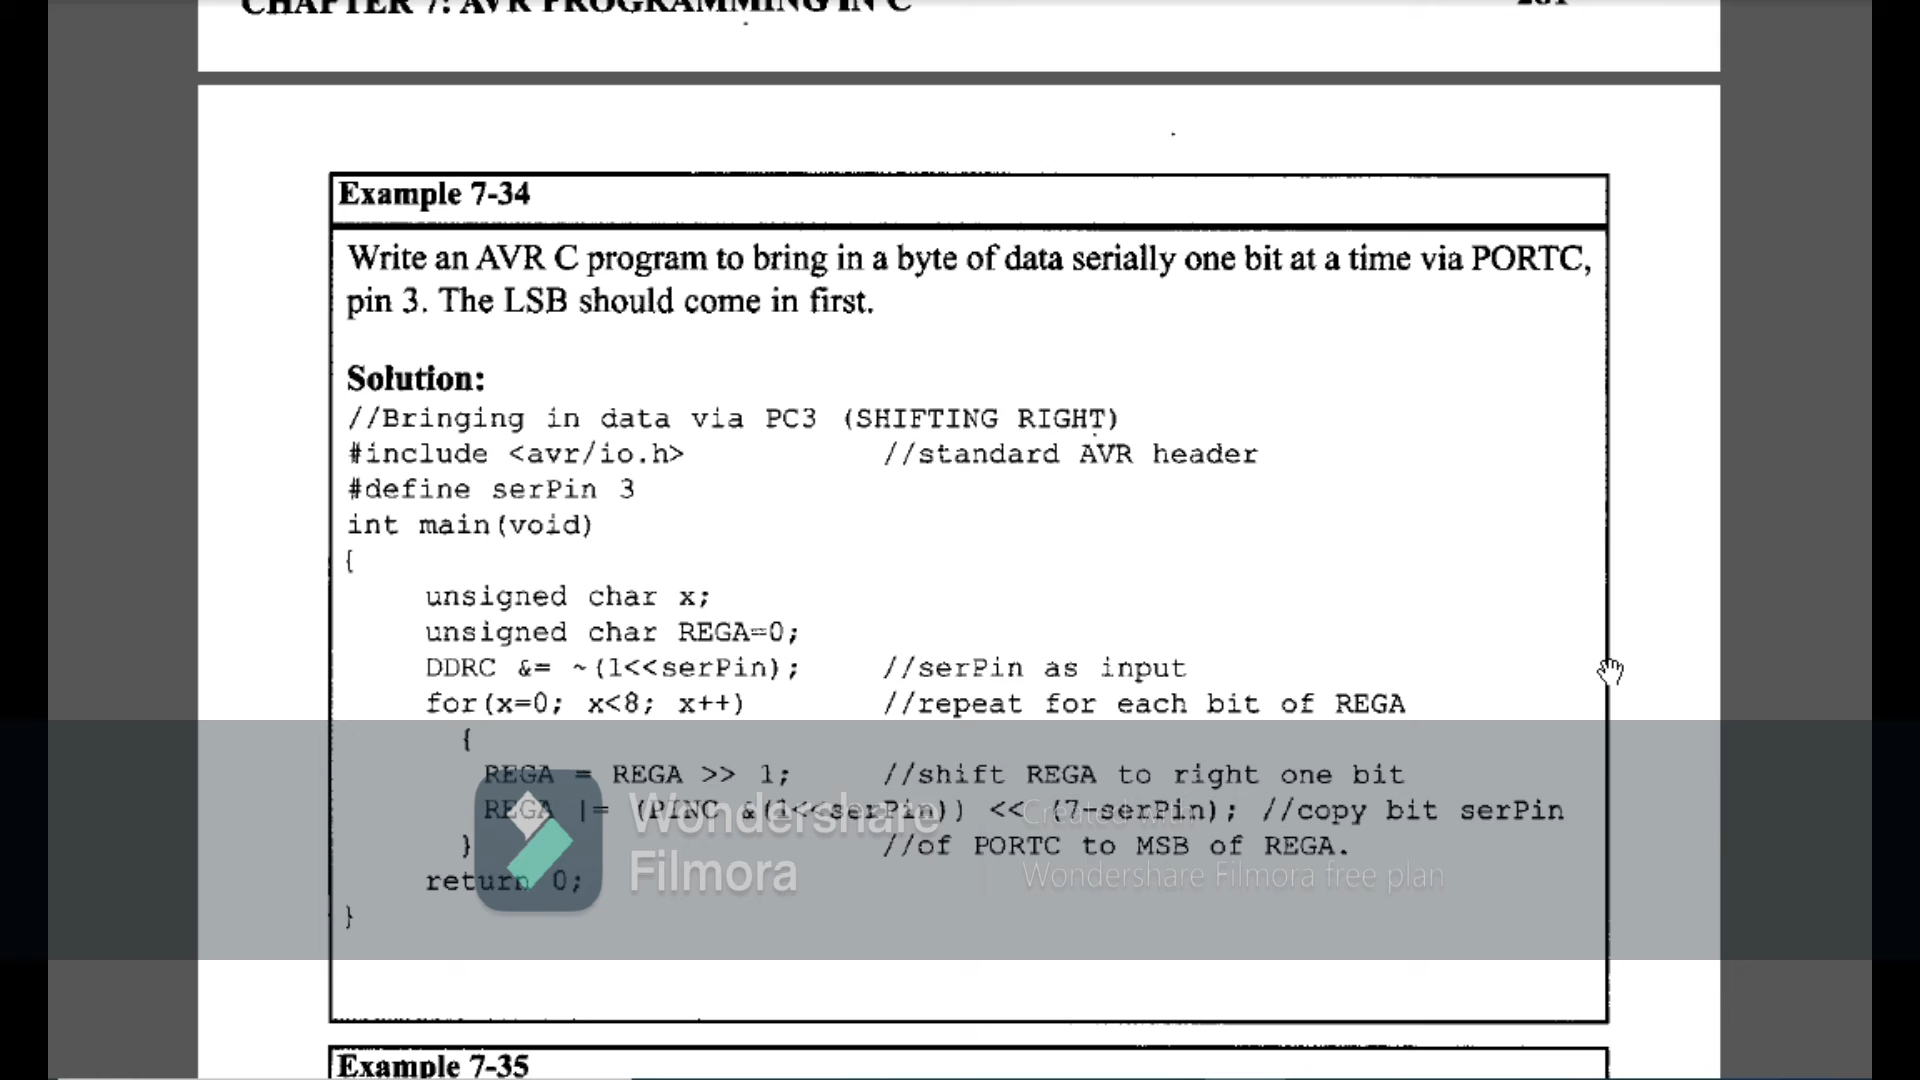 CHAPTER 7: AVR PROGRAMMING IN C 261
Example 7-34
Write an AVR C program to bring in a byte of data serially one bit at a time via PORTC,
pin 3. The LSB should come in first.
Solution:
//Bringing in data via PC3 (SHIFTING RIGHT)
#include <avr/io.h> //standard AVR header
#define serPin 3
int main(void)
{
unsigned char x;
unsigned char REGA=0;
DDRC &= ~(1<<serPin); //serPin as input
for(x=0; x<8; x++) //repeat for each bit of REGA
{
REGA = REGA >> 1; //shift REGA to right one bit
REGA |= (PINC &(1<<serPin)) << (7-serPin); //copy bit serPin
} //of PORTC to MSB of REGA.
return 0;
}
Wondershare
Filmora
Created with
Wondershare Filmora free plan
Example 7-35